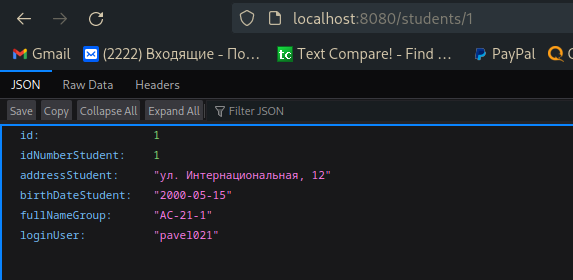 localhost:8080/students/1
Gmail (2222) Входящие - По... Text Compare! - Find ... PayPal
JSON Raw Data Headers
Save Copy Collapse All Expand All Filter JSON
id: 1
idNumberStudent: 1
addressStudent: "ул. Интернациональная, 12"
birthDateStudent: "2000-05-15"
fullNameGroup: "АС-21-1"
loginUser: "pavel021"